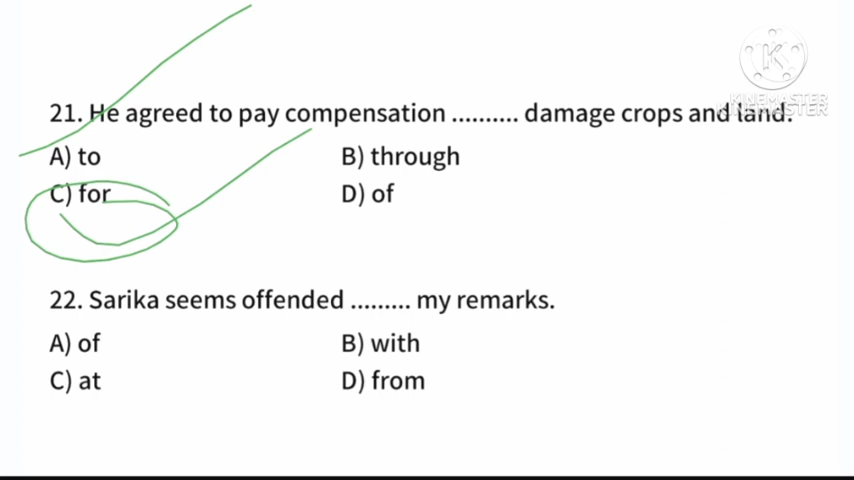 K
KINEMASTER
KINEMASTER
21. He agreed to pay compensation .......... damage crops and land.
A) to
B) through
C) for
D) of
22. Sarika seems offended ......... my remarks.
A) of
B) with
C) at
D) from